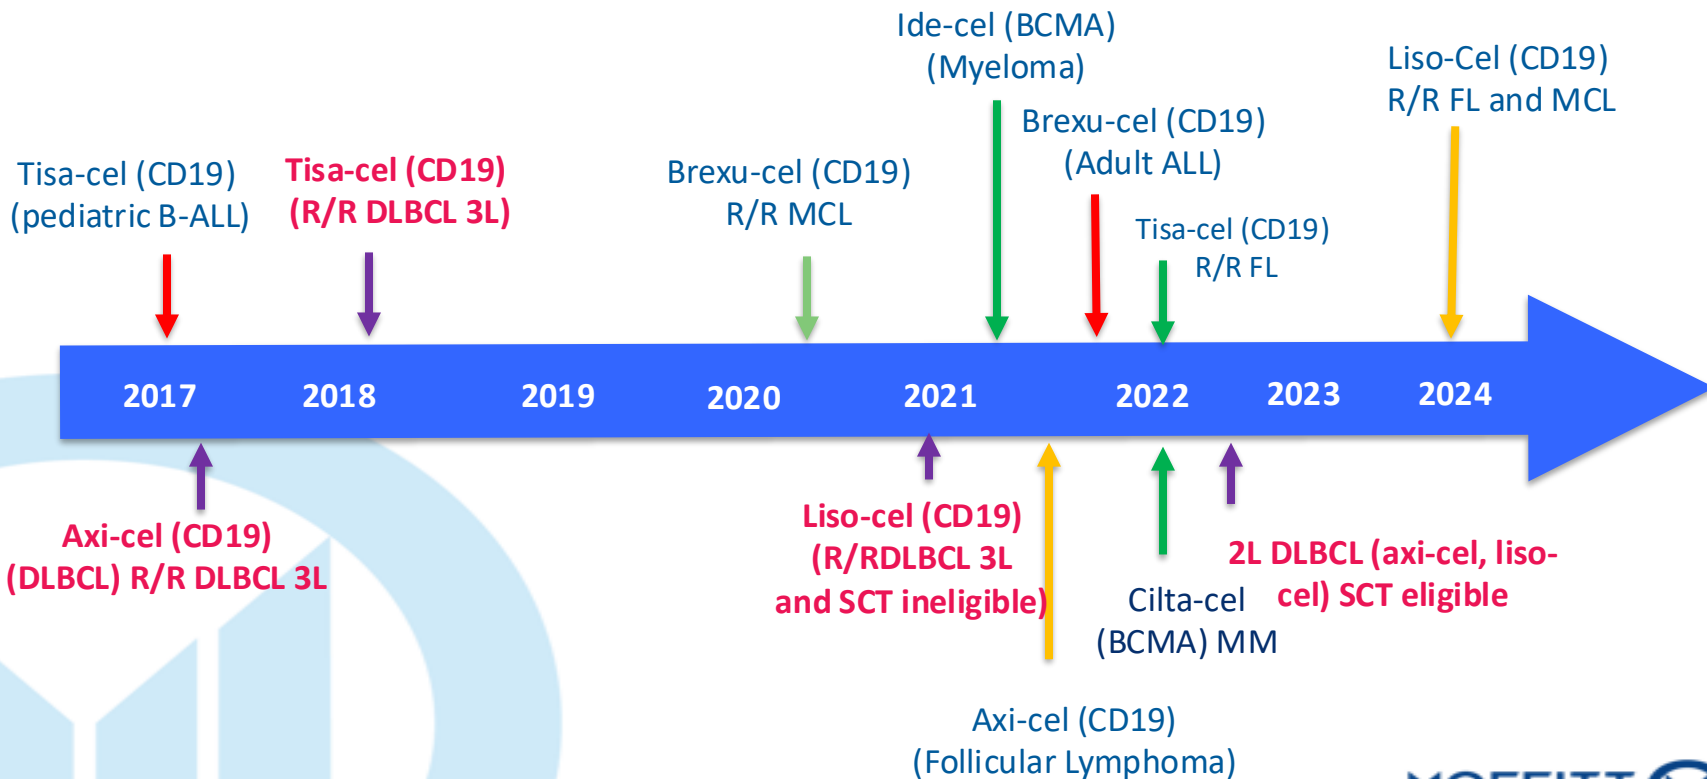 Ide-cel (BCMA)
(Myeloma)
Liso-Cel (CD19)
R/R FL and MCL
Brexu-cel (CD19)
(Adult ALL)
Tisa-cel (CD19)
(pediatric B-ALL)
Tisa-cel (CD19)
(R/R DLBCL 3L)
Brexu-cel (CD19)
R/R MCL
Tisa-cel (CD19)
R/R FL
2017
2018
2019
2020
2021
2022
2023
2024
Axi-cel (CD19)
(DLBCL) R/R DLBCL 3L
Liso-cel (CD19)
(R/RDLBCL 3L
and SCT ineligible)
Cilta-cel
(BCMA) MM
2L DLBCL (axi-cel, liso-
cel) SCT eligible
Axi-cel (CD19)
(Follicular Lymphoma)
MOFFITT